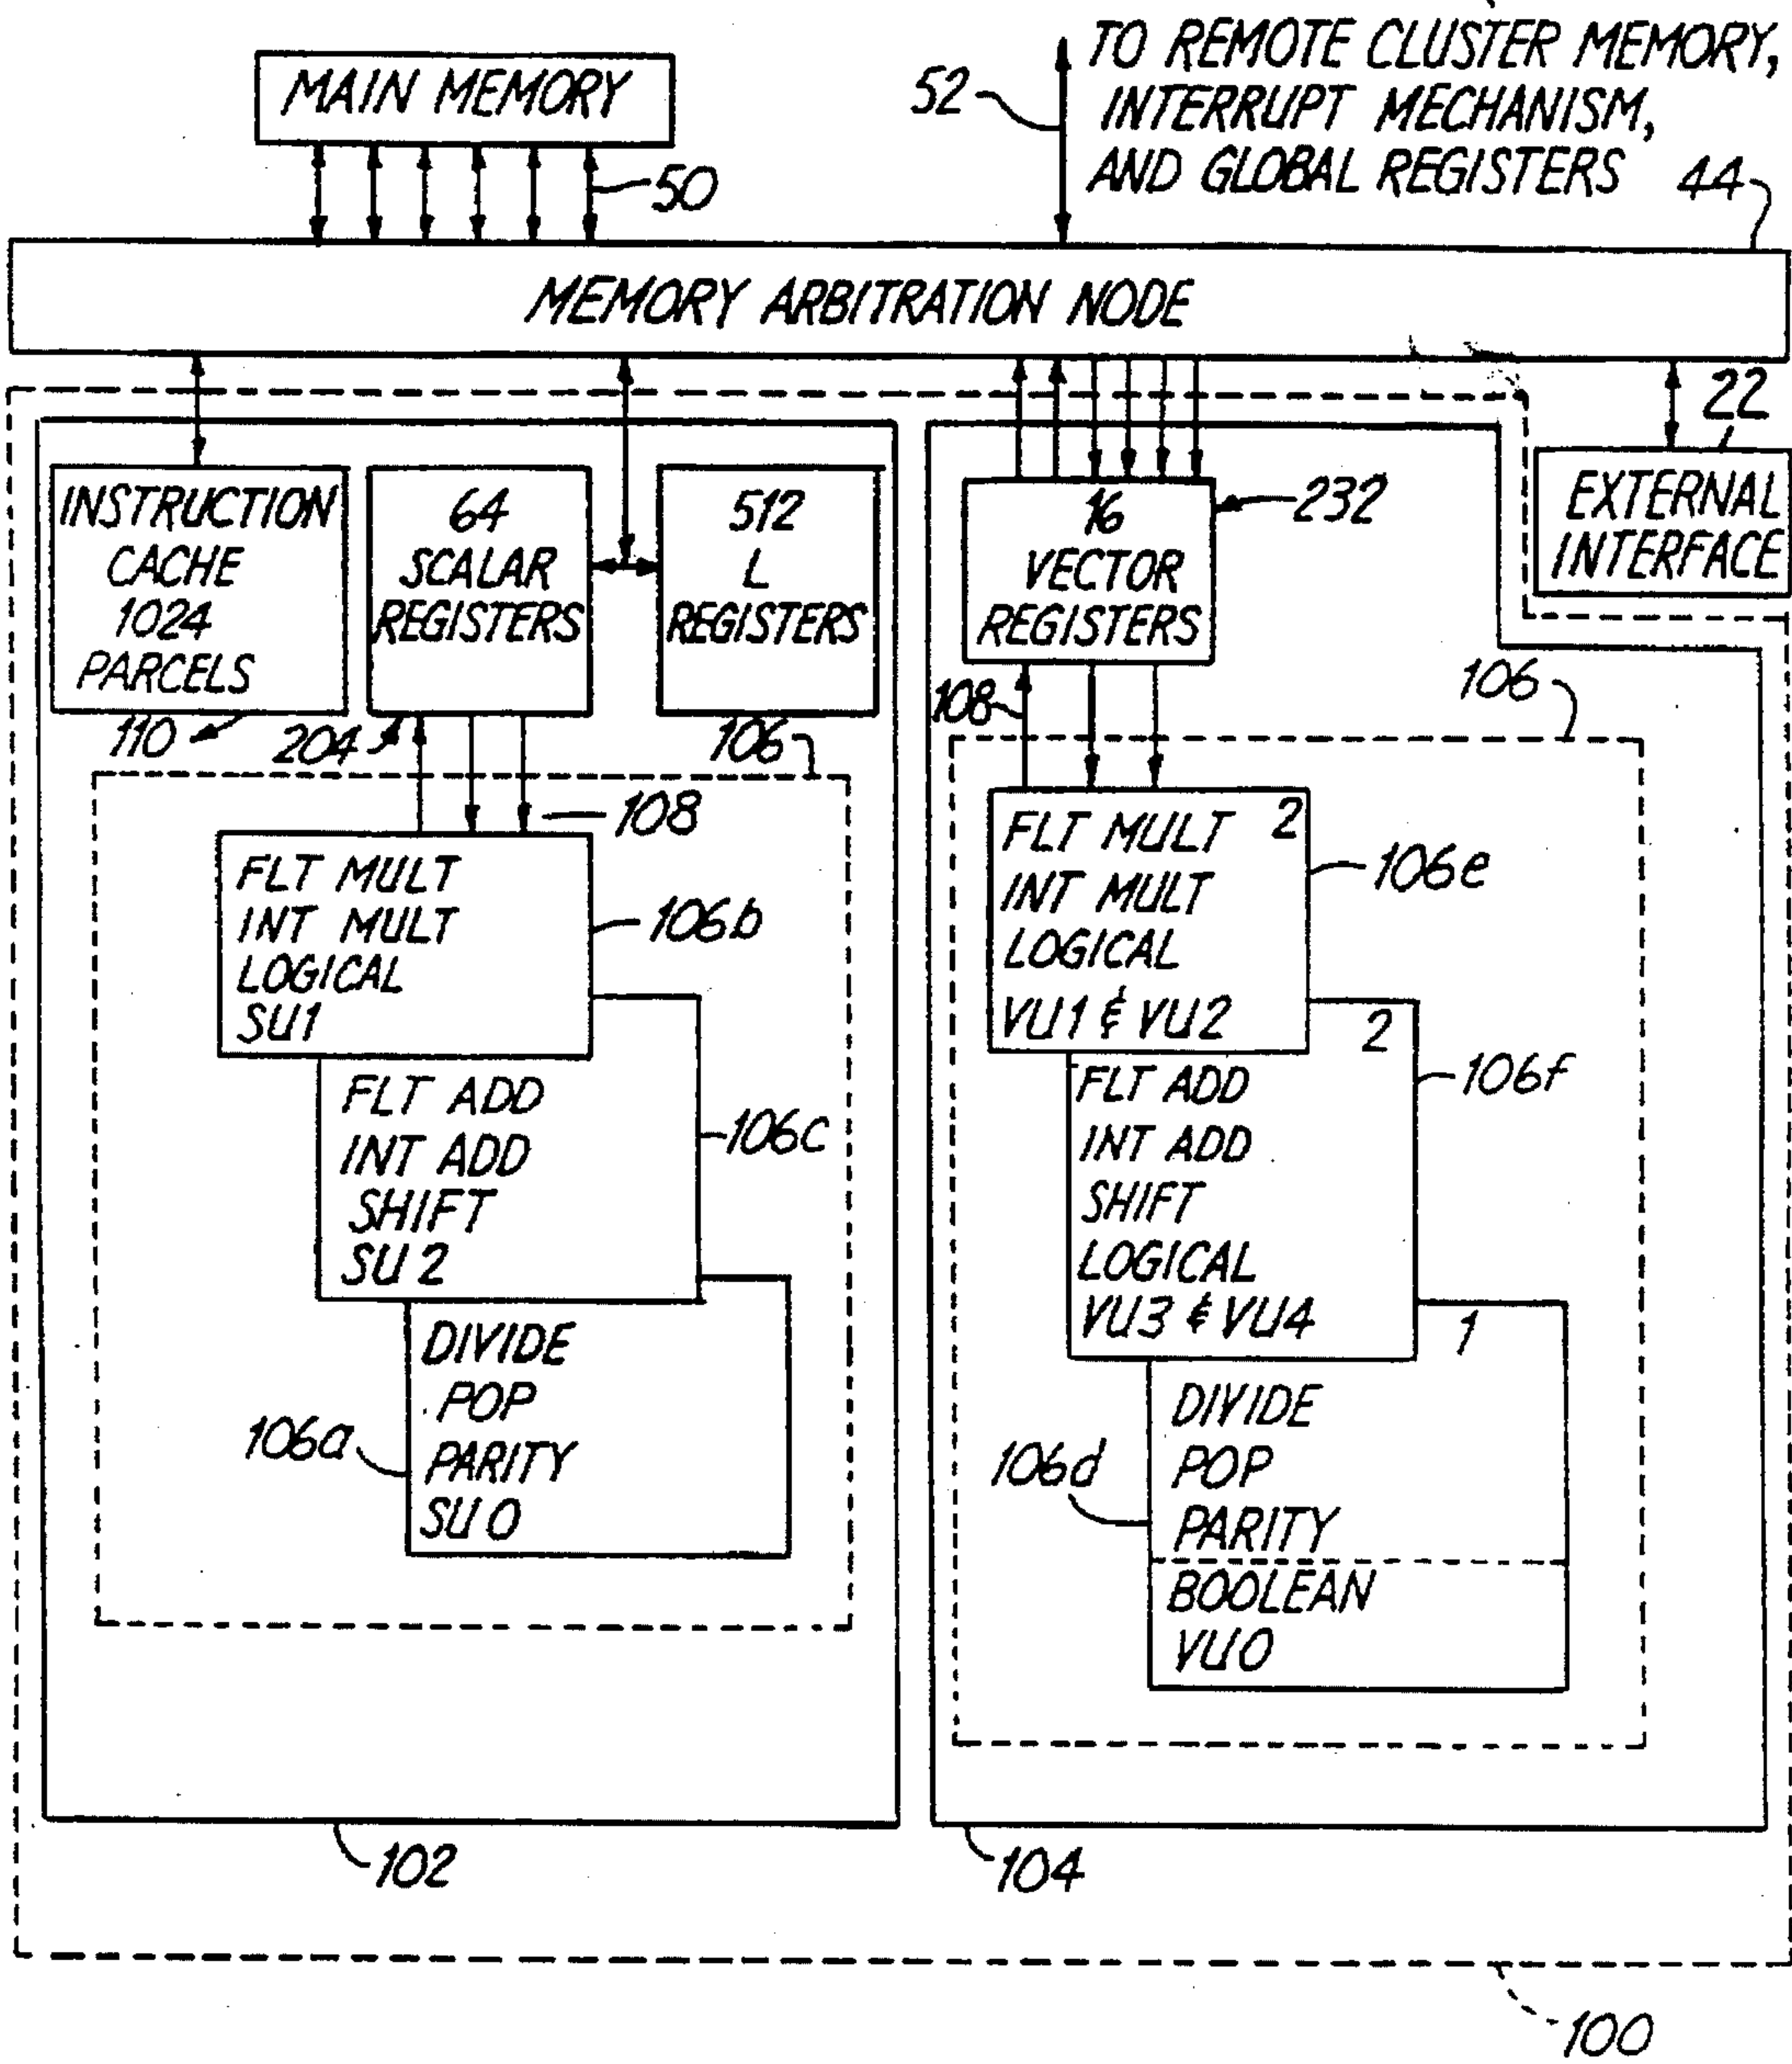 TO REMOTE CLUSTER MEMORY,
INTERRUPT MECHANISM,
AND GLOBAL REGISTERS
52
44
MAIN MEMORY
50
MEMORY ARBITRATION NODE
22
EXTERNAL
INTERFACE
INSTRUCTION
CACHE
1024
PARCELS
110
64
SCALAR
REGISTERS
204
512
L
REGISTERS
106
108
FLT MULT
INT MULT
LOGICAL
SU1
106b
FLT ADD
INT ADD
SHIFT
SU2
106c
DIVIDE
POP
PARITY
SU0
106a
102
16
VECTOR
REGISTERS
232
108
106
FLT MULT 2
INT MULT
LOGICAL
VU1 & VU2
106e
2
FLT ADD
INT ADD
SHIFT
LOGICAL
VU3 & VU4
106f
1
DIVIDE
POP
PARITY
BOOLEAN
VU0
106d
104
100